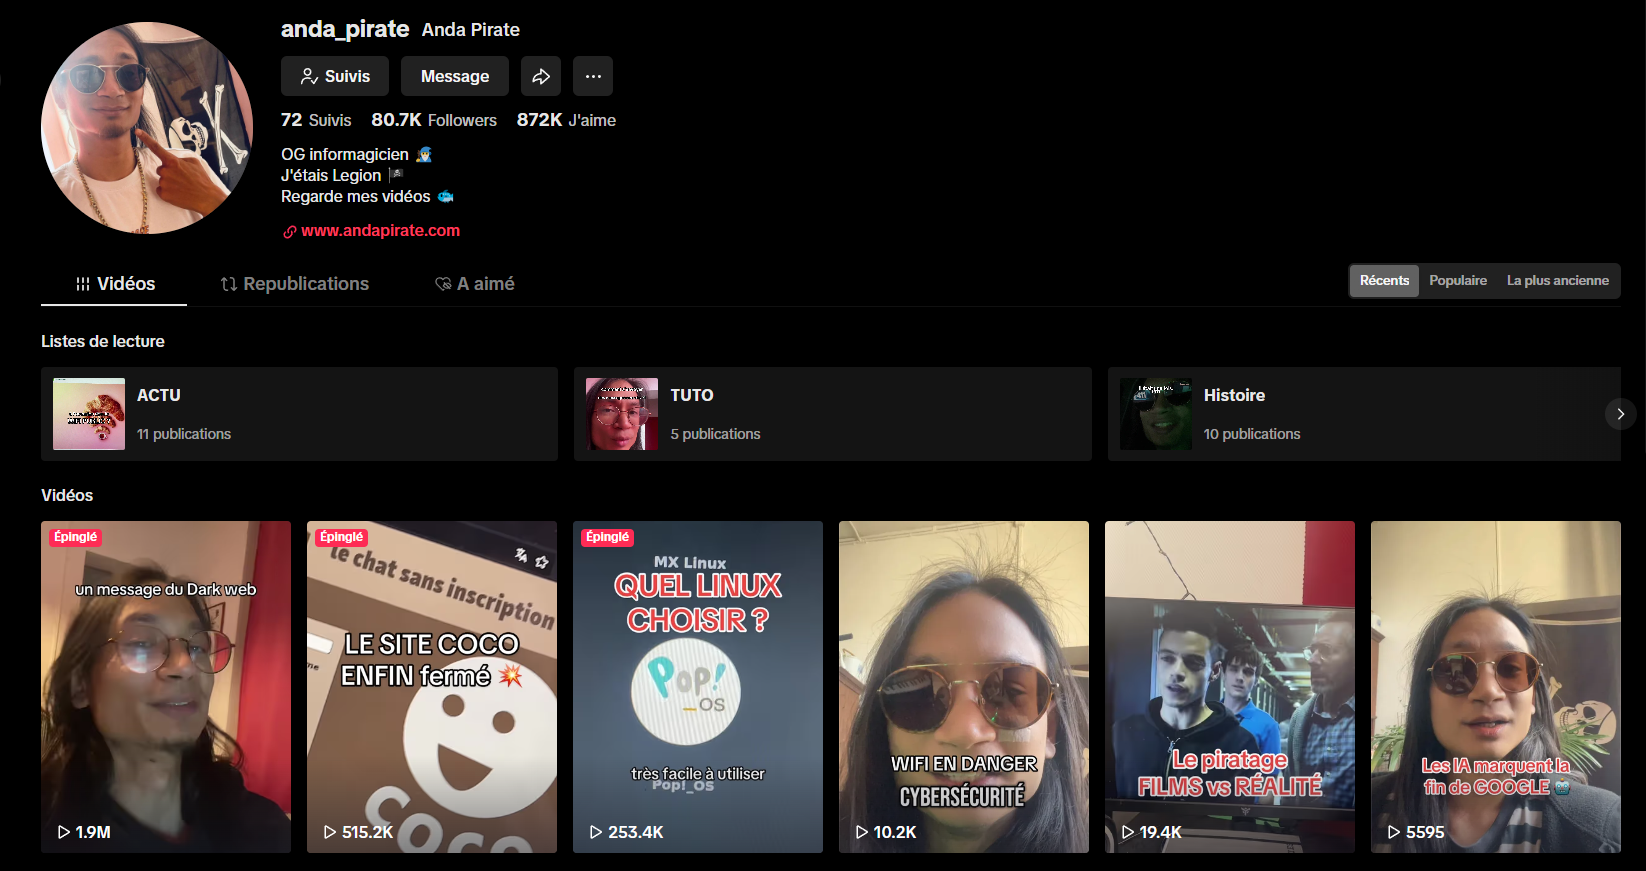 anda_pirate Anda Pirate
Suivis Message
72 Suivis 80.7K Followers 872K J'aime
OG informagicien 🧙‍♂️
J'étais Legion 🏴‍☠️
Regarde mes vidéos 🐟
www.andapirate.com
Vidéos Republications A aimé
Récents Populaire La plus ancienne
Listes de lecture
ACTU
11 publications
TUTO
5 publications
Histoire
10 publications
Vidéos
Épinglé
un message du Dark web
1.9M
Épinglé
le chat sans inscription
LE SITE COCO
ENFIN fermé 💥
coco
515.2K
Épinglé
MX Linux
QUEL LINUX
CHOISIR ?
Pop!
_OS
très facile à utiliser
Pop!_OS
253.4K
WIFI EN DANGER
CYBERSÉCURITÉ
10.2K
Le piratage
FILMS vs RÉALITÉ
19.4K
Les IA marquent la
fin de GOOGLE 🤖
5595